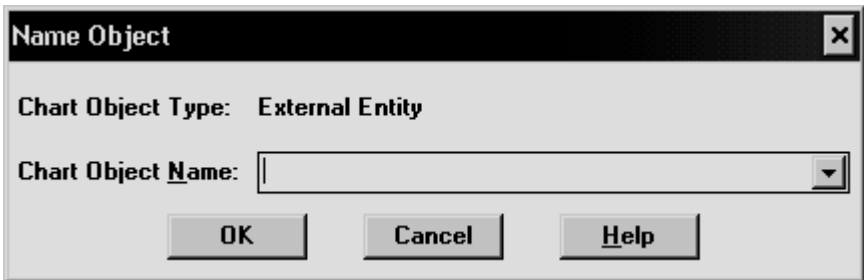 Name Object
Chart Object Type: External Entity
Chart Object Name:
OK Cancel Help